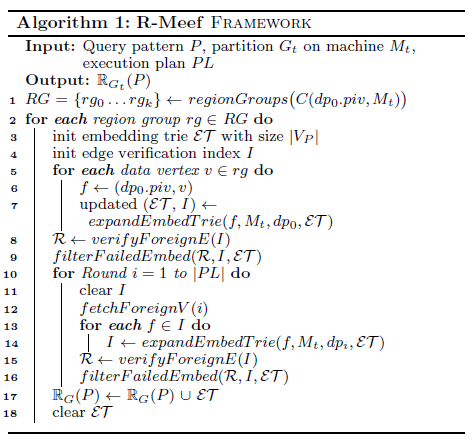 Algorithm 1: R-Meef FRAMEWORK
Input: Query pattern P, partition G_t on machine M_t,
execution plan PL
Output: ℝ_{G_t}(P)
1 RG = {rg_0 ... rg_k} ← regionGroups(C(dp_0.piv, M_t))
2 for each region group rg ∈ RG do
3 init embedding trie ℰ𝒯 with size |V_P|
4 init edge verification index I
5 for each data vertex v ∈ rg do
6 f ← (dp_0.piv, v)
7 updated (ℰ𝒯, I) ←
expandEmbedTrie(f, M_t, dp_0, ℰ𝒯)
8 ℛ ← verifyForeignE(I)
9 filterFailedEmbed(ℛ, I, ℰ𝒯)
10 for Round i = 1 to |PL| do
11 clear I
12 fetchForeignV(i)
13 for each f ∈ I do
14 I ← expandEmbedTrie(f, M_t, dp_i, ℰ𝒯)
15 ℛ ← verifyForeignE(I)
16 filterFailedEmbed(ℛ, I, ℰ𝒯)
17 ℝ_G(P) ← ℝ_G(P) ∪ ℰ𝒯
18 clear ℰ𝒯